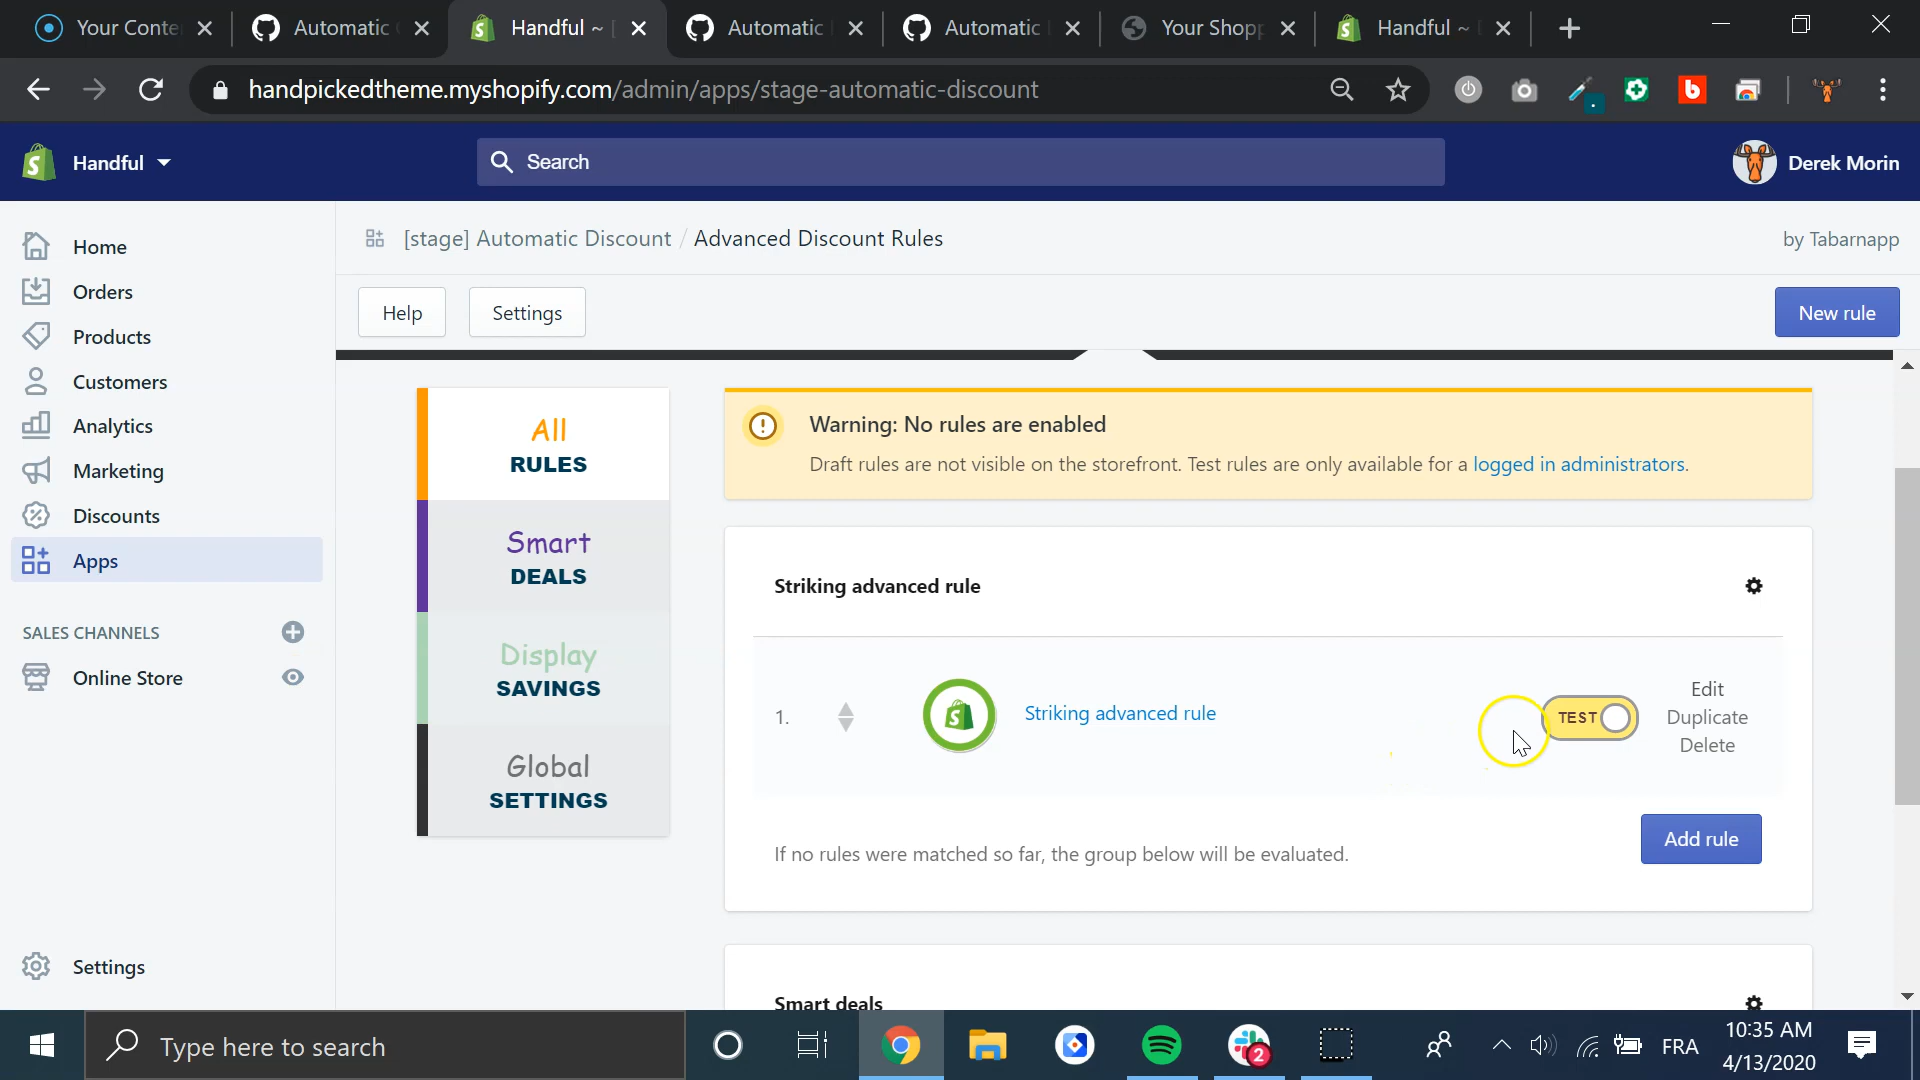 Your Conte
Automatic
Handful ~
Automatic
Automatic
Your Shopp
Handful ~
handpickedtheme.myshopify.com/admin/apps/stage-automatic-discount
Handful
Search
Derek Morin
Home
Orders
Products
Customers
Analytics
Marketing
Discounts
Apps
SALES CHANNELS
Online Store
Settings
[stage] Automatic Discount / Advanced Discount Rules
by Tabarnapp
Help
Settings
New rule
All
RULES
Smart
DEALS
Display
SAVINGS
Global
SETTINGS
Warning: No rules are enabled
Draft rules are not visible on the storefront. Test rules are only available for a logged in administrators.
Striking advanced rule
1.
Striking advanced rule
TEST
Edit
Duplicate
Delete
If no rules were matched so far, the group below will be evaluated.
Add rule
Smart deals
Type here to search
2
FRA
10:35 AM
4/13/2020